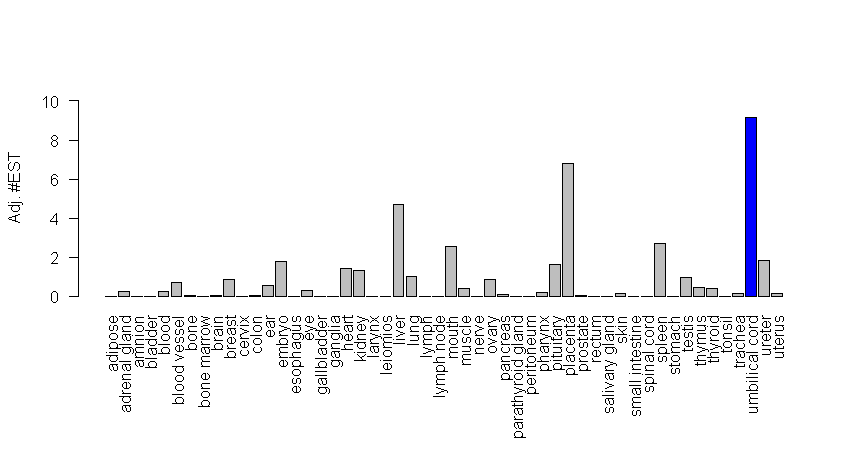 Adj. #EST
10
8
6
4
2
0
adipose
adrenal gland
amnion
bladder
blood
blood vessel
bone
bone marrow
brain
breast
cervix
colon
ear
embryo
esophagus
eye
gallbladder
ganglia
heart
kidney
larynx
leiomios
liver
lung
lymph
lymph node
mouth
muscle
nerve
ovary
pancreas
parathyroid gland
peritoneum
pharynx
pituitary
placenta
prostate
rectum
salivary gland
skin
small intestine
spinal cord
spleen
stomach
testis
thymus
thyroid
tonsil
trachea
umbilical cord
ureter
uterus